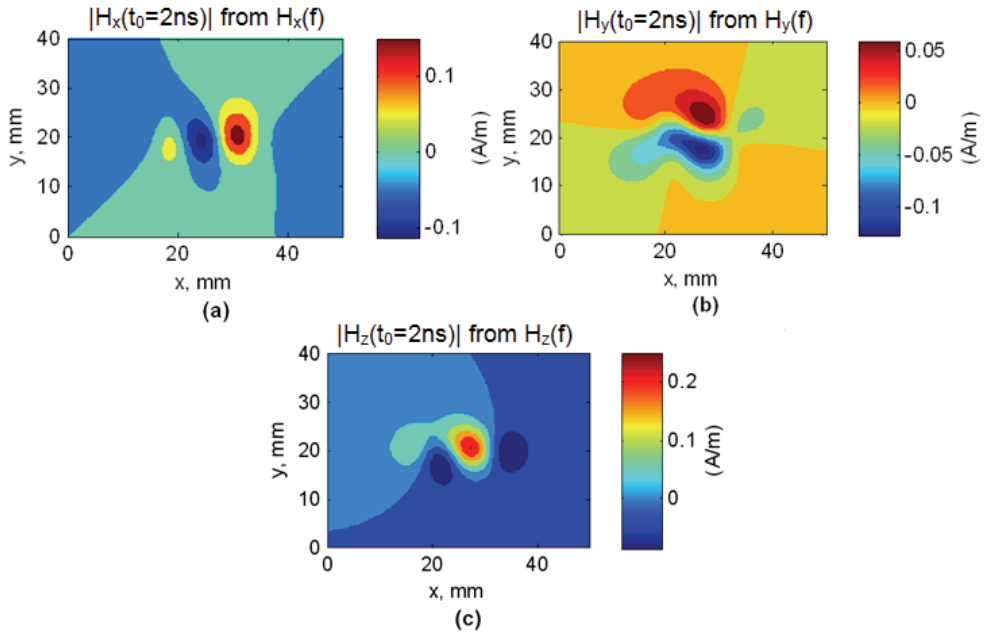 |Hx(t0=2ns)| from Hx(f)
40
30
20
10
0
y, mm
0
20
40
x, mm
0.1
0
-0.1
(A/m)
(a)
|Hy(t0=2ns)| from Hy(f)
40
30
20
10
0
y, mm
0
20
40
x, mm
0.05
0
-0.05
-0.1
(A/m)
(b)
|Hz(t0=2ns)| from Hz(f)
40
30
20
10
0
y, mm
0
20
40
x, mm
0.2
0.1
0
(A/m)
(c)